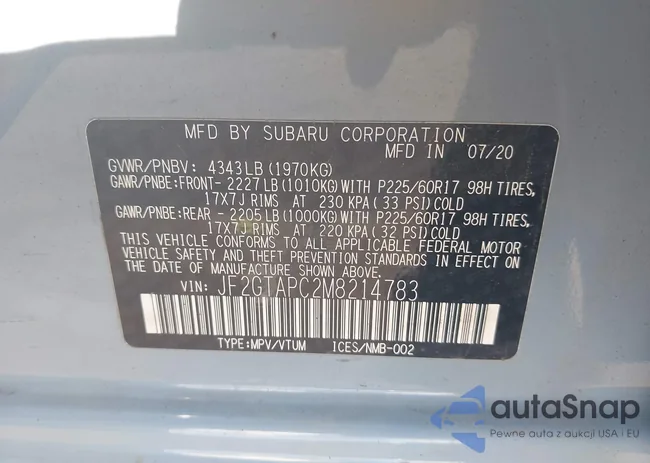 MFD BY SUBARU CORPORATION
MFD IN 07/20
GVWR/PNBV: 4343LB (1970KG)
GAWR/PNBE:FRONT- 2227LB (1010KG)WITH P225/60R17 98H TIRES,
17X7J RIMS AT 230 KPA (33 PSI)COLD
GAWR/PNBE:REAR - 2205LB (1000KG)WITH P225/60R17 98H TIRES,
17X7J RIMS AT 220 KPA (32 PSI)COLD
THIS VEHICLE CONFORMS TO ALL APPLICABLE FEDERAL MOTOR
VEHICLE SAFETY,THEFT PREVENTION STANDARDS IN EFFECT
ON THE DATE OF MANUFACTURE SHOWN ABOVE.
VIN: JF2GTAPC2M8214783
TYPE:MPV/VTUM ICES/NMB-002
autoSnap
Pewne auta z aukcji USA i EU